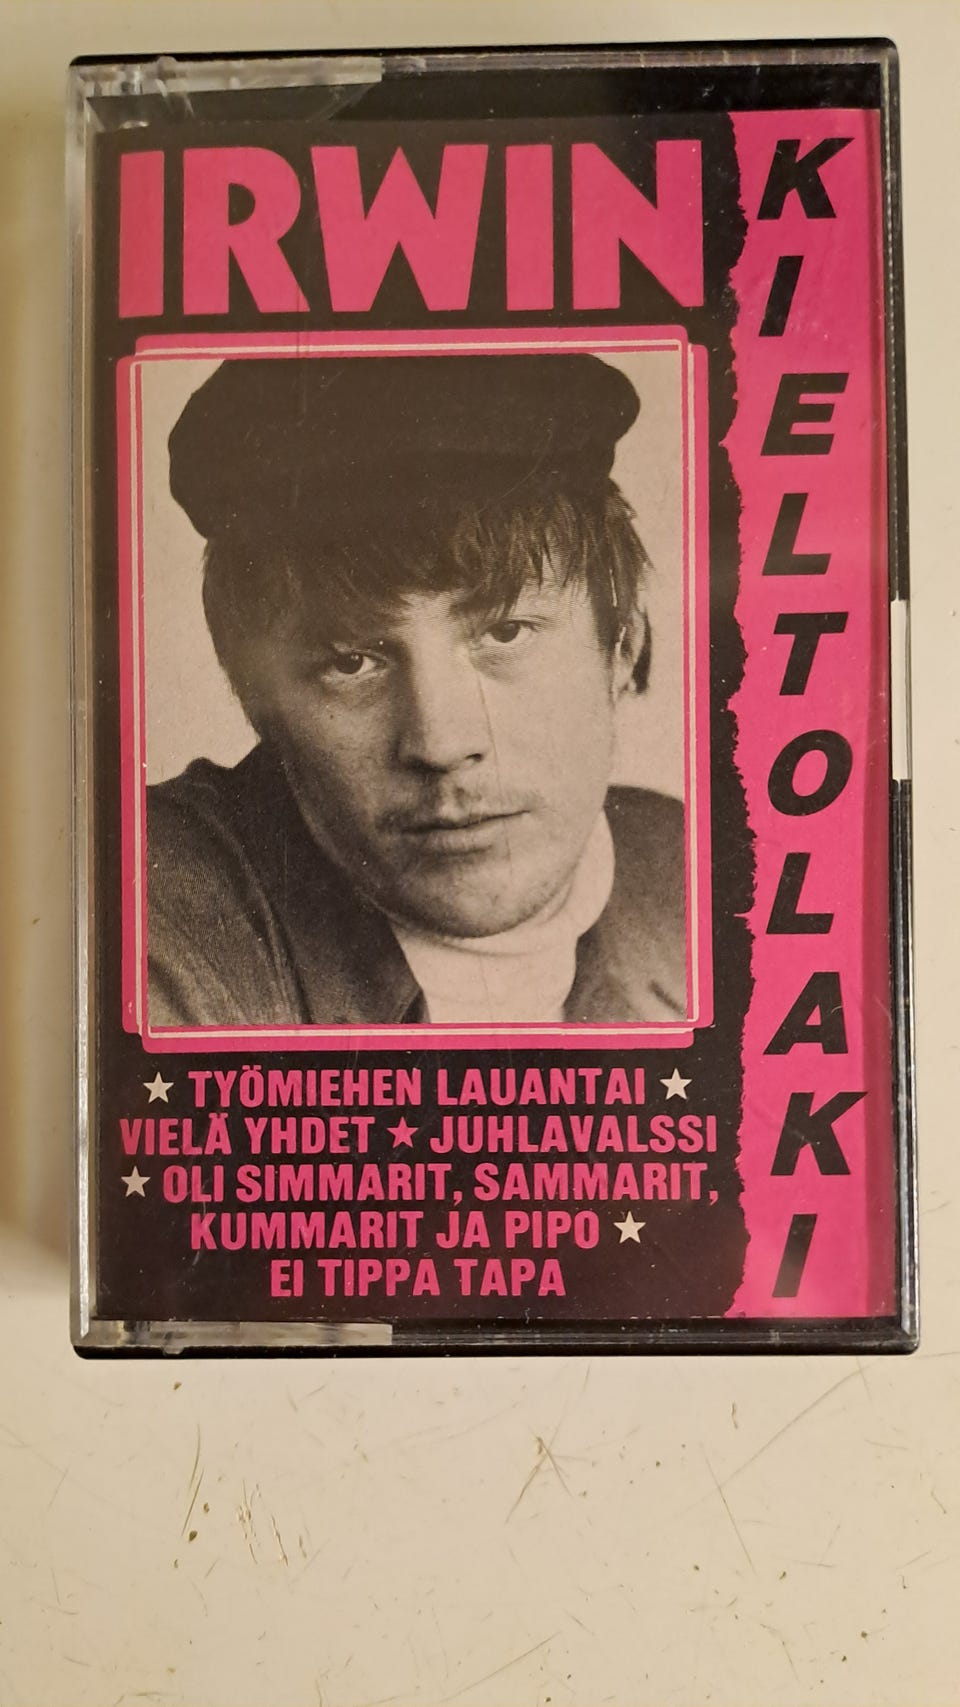 IRWIN
KIELTOLAKI
★ TYÖMIEHEN LAUANTAI ★
VIELÄ YHDET ★ JUHLAVALSSI
★ OLI SIMMARIT, SAMMARIT,
KUMMARIT JA PIPO ★
EI TIPPA TAPA